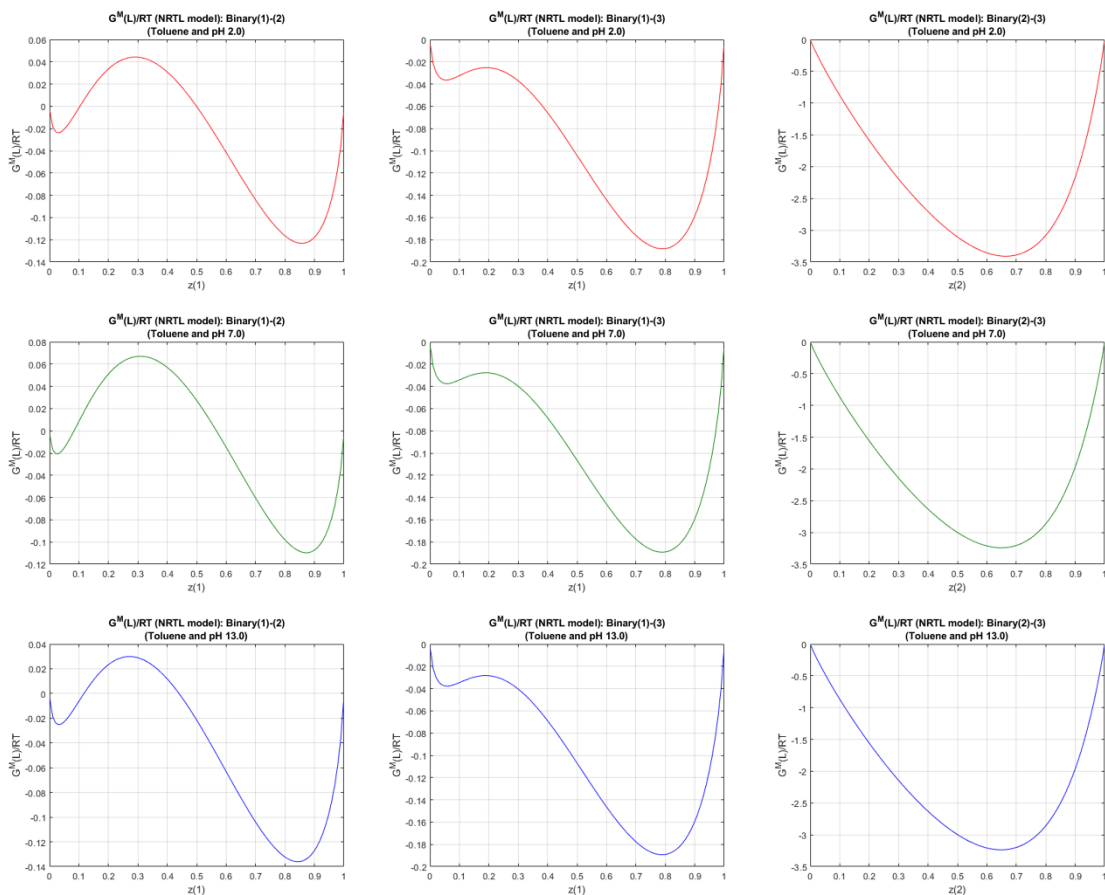 G^M(L)/RT (NRTL model): Binary(1)-(2)
(Toluene and pH 2.0)
0.06
0.04
0.02
0
-0.02
-0.04
-0.06
-0.08
-0.1
-0.12
-0.14
G^M(L)/RT
0 0.1 0.2 0.3 0.4 0.5 0.6 0.7 0.8 0.9 1
z(1)
G^M(L)/RT (NRTL model): Binary(1)-(3)
(Toluene and pH 2.0)
0
-0.02
-0.04
-0.06
-0.08
-0.1
-0.12
-0.14
-0.16
-0.18
-0.2
G^M(L)/RT
0 0.1 0.2 0.3 0.4 0.5 0.6 0.7 0.8 0.9 1
z(1)
G^M(L)/RT (NRTL model): Binary(2)-(3)
(Toluene and pH 2.0)
0
-0.5
-1
-1.5
-2
-2.5
-3
-3.5
G^M(L)/RT
0 0.1 0.2 0.3 0.4 0.5 0.6 0.7 0.8 0.9 1
z(2)
G^M(L)/RT (NRTL model): Binary(1)-(2)
(Toluene and pH 7.0)
0.08
0.06
0.04
0.02
0
-0.02
-0.04
-0.06
-0.08
-0.1
-0.12
G^M(L)/RT
0 0.1 0.2 0.3 0.4 0.5 0.6 0.7 0.8 0.9 1
z(1)
G^M(L)/RT (NRTL model): Binary(1)-(3)
(Toluene and pH 7.0)
0
-0.02
-0.04
-0.06
-0.08
-0.1
-0.12
-0.14
-0.16
-0.18
-0.2
G^M(L)/RT
0 0.1 0.2 0.3 0.4 0.5 0.6 0.7 0.8 0.9 1
z(1)
G^M(L)/RT (NRTL model): Binary(2)-(3)
(Toluene and pH 7.0)
0
-0.5
-1
-1.5
-2
-2.5
-3
-3.5
G^M(L)/RT
0 0.1 0.2 0.3 0.4 0.5 0.6 0.7 0.8 0.9 1
z(2)
G^M(L)/RT (NRTL model): Binary(1)-(2)
(Toluene and pH 13.0)
0.04
0.02
0
-0.02
-0.04
-0.06
-0.08
-0.1
-0.12
-0.14
G^M(L)/RT
0 0.1 0.2 0.3 0.4 0.5 0.6 0.7 0.8 0.9 1
z(1)
G^M(L)/RT (NRTL model): Binary(1)-(3)
(Toluene and pH 13.0)
0
-0.02
-0.04
-0.06
-0.08
-0.1
-0.12
-0.14
-0.16
-0.18
-0.2
G^M(L)/RT
0 0.1 0.2 0.3 0.4 0.5 0.6 0.7 0.8 0.9 1
z(1)
G^M(L)/RT (NRTL model): Binary(2)-(3)
(Toluene and pH 13.0)
0
-0.5
-1
-1.5
-2
-2.5
-3
-3.5
G^M(L)/RT
0 0.1 0.2 0.3 0.4 0.5 0.6 0.7 0.8 0.9 1
z(2)